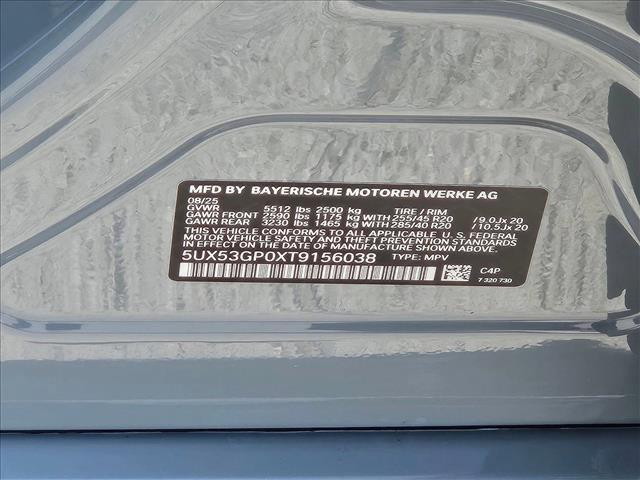 MFD BY BAYERISCHE MOTOREN WERKE AG
08/25
GVWR 5512 lbs 2500 kg TIRE / RIM
GAWR FRONT 2590 lbs 1175 kg WITH 255/45 R20 /9.0Jx 20
GAWR REAR 3230 lbs 1465 kg WITH 285/40 R20 /10.5Jx 20
THIS VEHICLE CONFORMS TO ALL APPLICABLE U.S. FEDERAL
MOTOR VEHICLE SAFETY AND THEFT PREVENTION STANDARDS
IN EFFECT ON THE DATE OF MANUFACTURE SHOWN ABOVE.
5UX53GP0XT9156038 TYPE: MPV
C4P
7 320 730